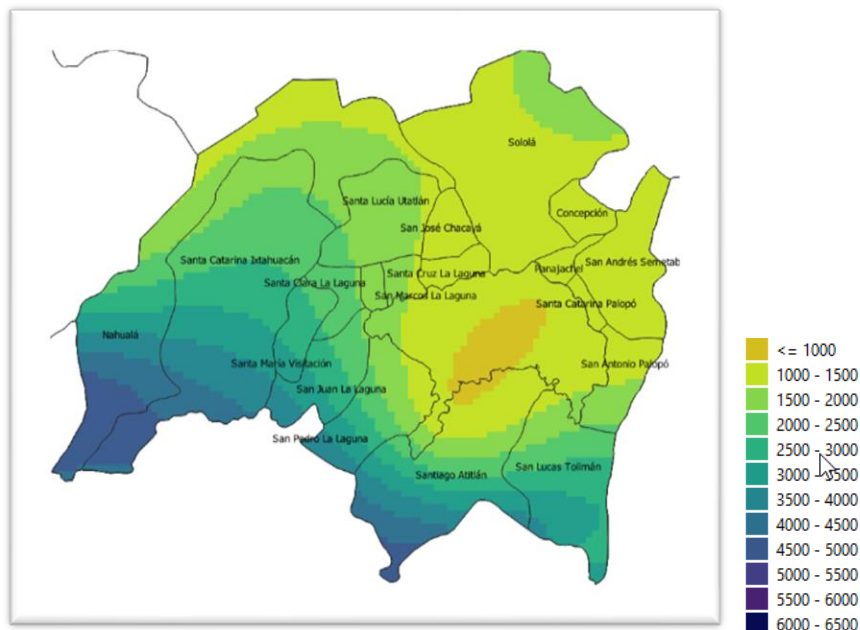 Sololá
Santa Lucía Utatlán
Concepción
San José Chacayá
Santa Catarina Ixtahuacán
Panajachel
San Andrés Semetab
Santa Cruz La Laguna
Santa Clara La Laguna
San Marcos La Laguna
Santa Catarina Palopó
Nahualá
Santa María Visitación
San Antonio Palopó
San Juan La Laguna
San Pedro La Laguna
Santiago Atitlán
San Lucas Tolimán
<= 1000
1000 - 1500
1500 - 2000
2000 - 2500
2500 - 3000
3000 - 3500
3500 - 4000
4000 - 4500
4500 - 5000
5000 - 5500
5500 - 6000
6000 - 6500